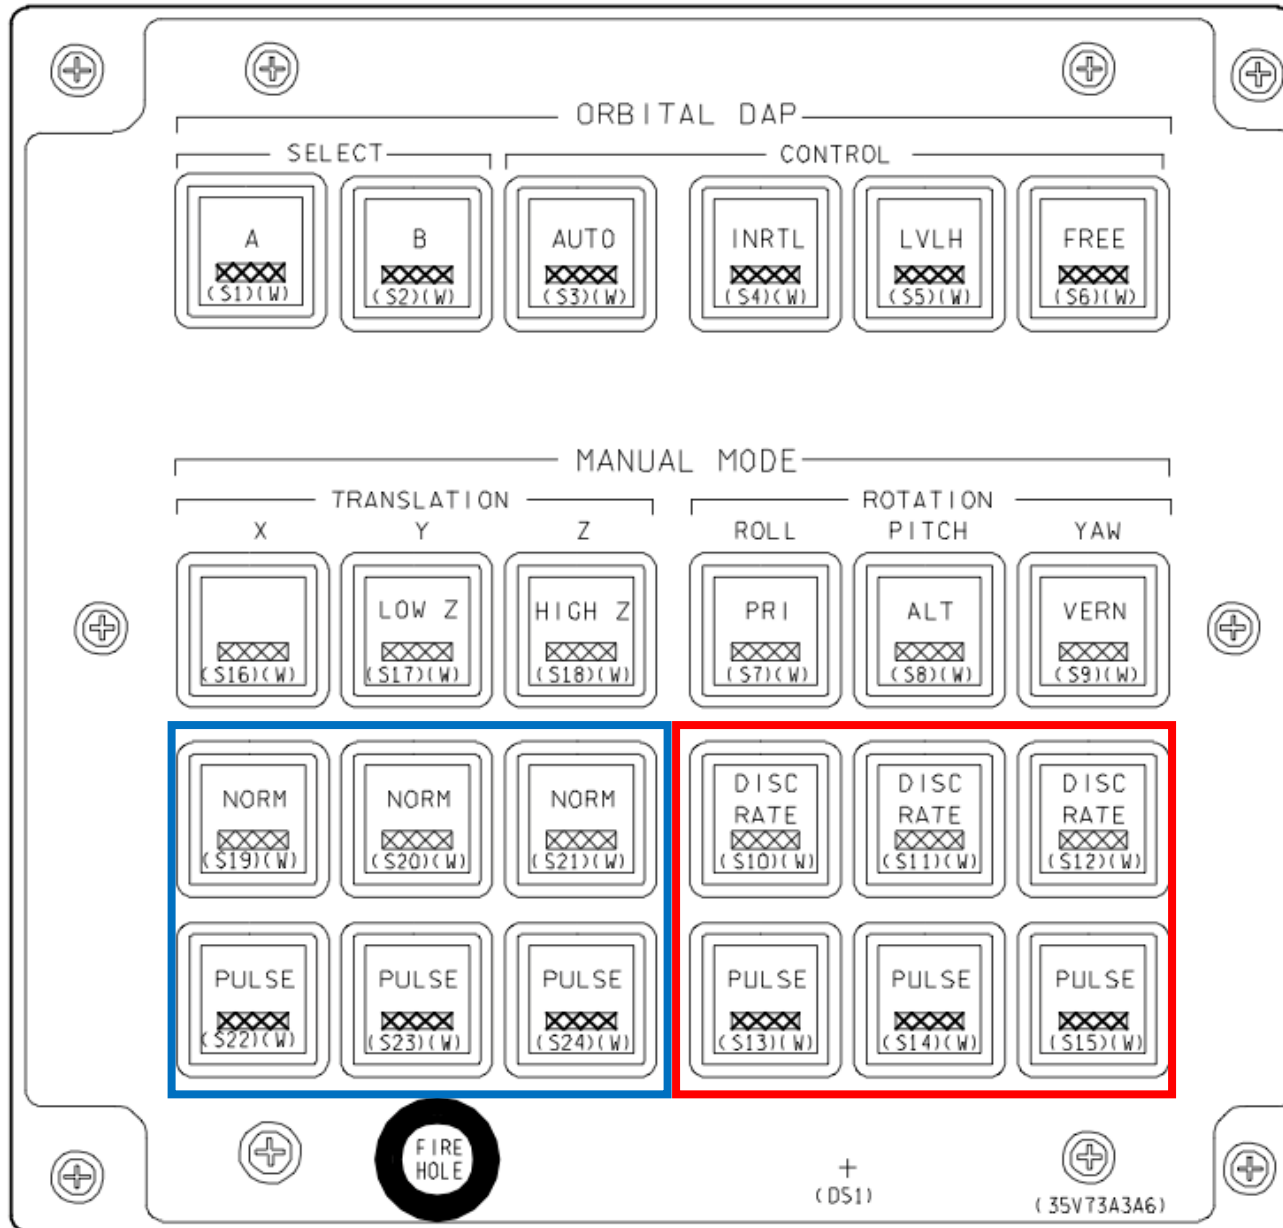 ORBITAL DAP
SELECT CONTROL
A B AUTO INRTL LVLH FREE
(S1)(W) (S2)(W) (S3)(W) (S4)(W) (S5)(W) (S6)(W)
MANUAL MODE
TRANSLATION ROTATION
X Y Z ROLL PITCH YAW
LOW Z HIGH Z PRI ALT VERN
(S16)(W) (S17)(W) (S18)(W) (S7)(W) (S8)(W) (S9)(W)
NORM NORM NORM DISC RATE DISC RATE DISC RATE
(S19)(W) (S20)(W) (S21)(W) (S10)(W) (S11)(W) (S12)(W)
PULSE PULSE PULSE PULSE PULSE PULSE
(S22)(W) (S23)(W) (S24)(W) (S13)(W) (S14)(W) (S15)(W)
FIRE
HOLE
(DS1)
(35V73A3A6)